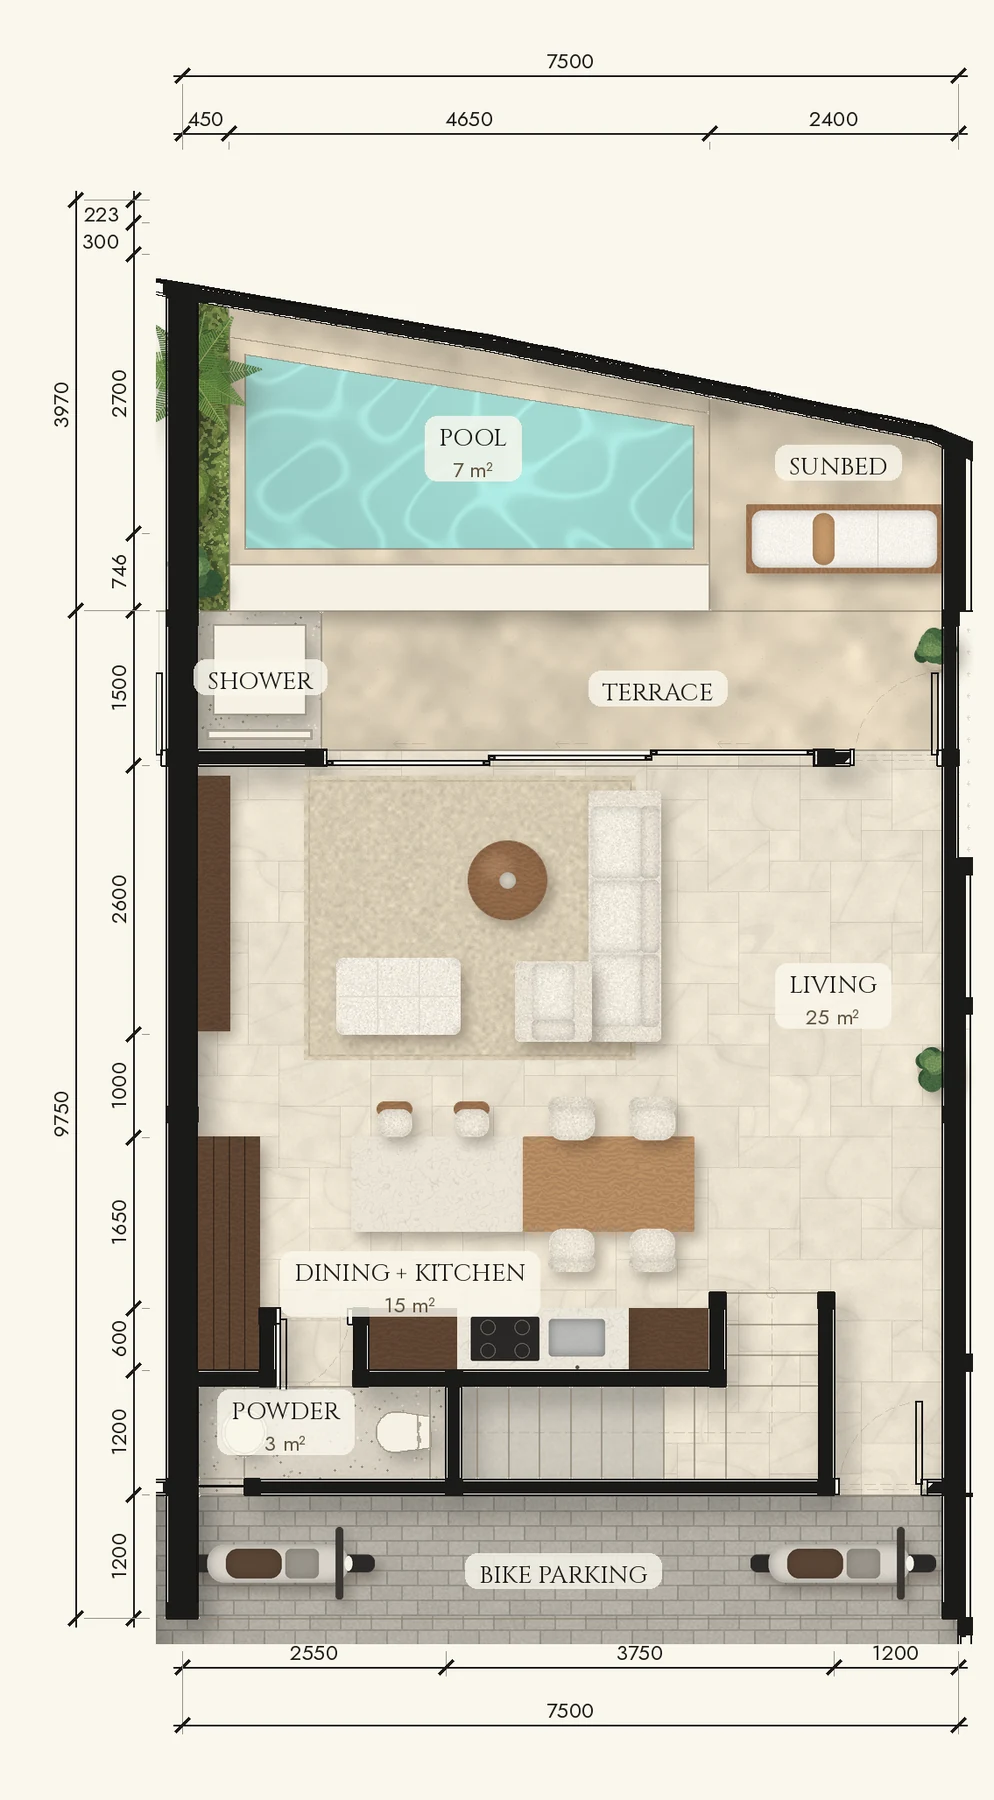 7500
450
4650
2400
223
300
3970
2700
POOL
7 m²
SUNBED
746
1500
SHOWER
TERRACE
2600
LIVING
25 m²
1000
9750
1650
DINING + KITCHEN
15 m²
600
POWDER
3 m²
1200
1200
BIKE PARKING
2550
3750
1200
7500